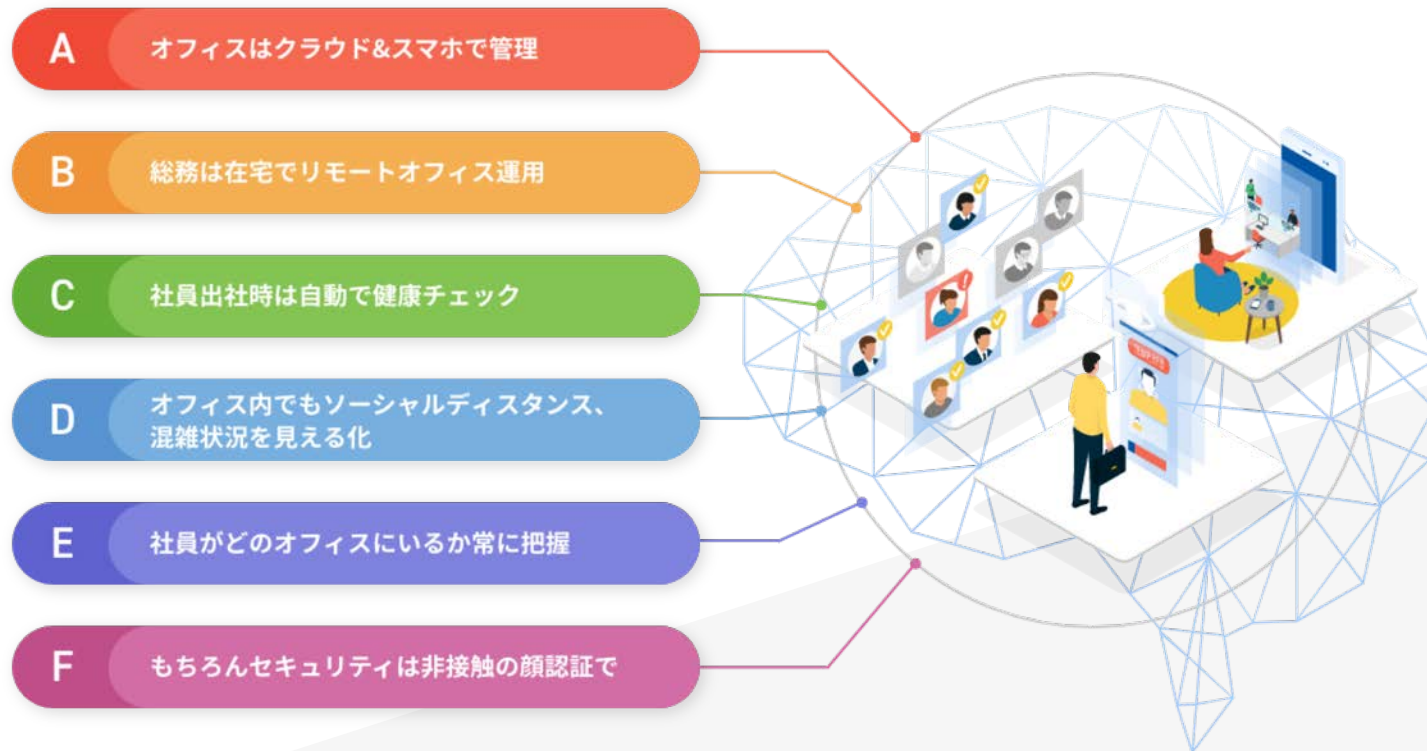 A
オフィスはクラウド&スマホで管理
B
総務は在宅でリモートオフィス運用
C
社員出社時は自動で健康チェック
D
オフィス内でもソーシャルディスタンス、
混雑状況を見える化
E
社員がどのオフィスにいるか常に把握
F
もちろんセキュリティは非接触の顔認証で